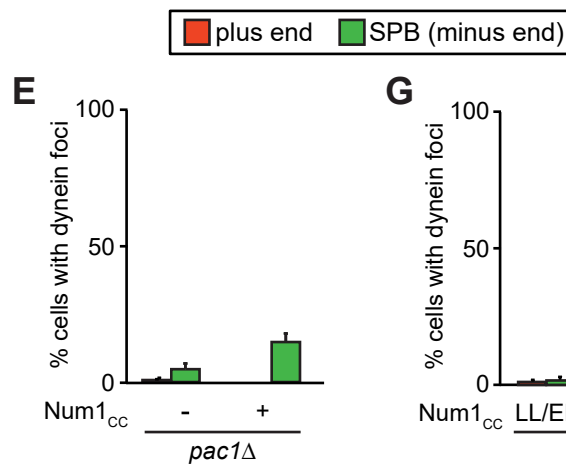 plus end SPB (minus end)
E
% cells with dynein foci
100
50
0
Num1CC - +
pac1Δ
G
% cells with dynein foci
100
50
0
Num1CC